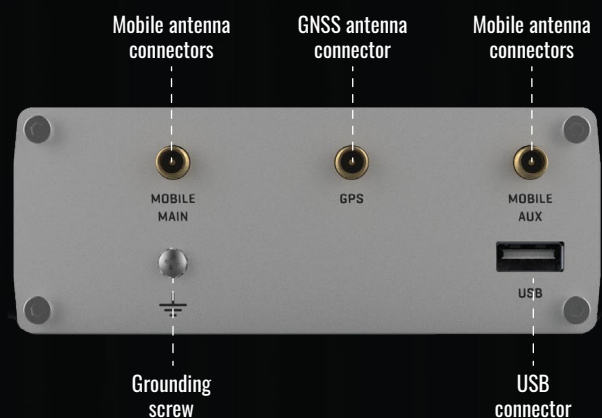 Mobile antenna
connectors
GNSS antenna
connector
Mobile antenna
connectors
MOBILE
MAIN
GPS
MOBILE
AUX
USB
Grounding
screw
USB
connector